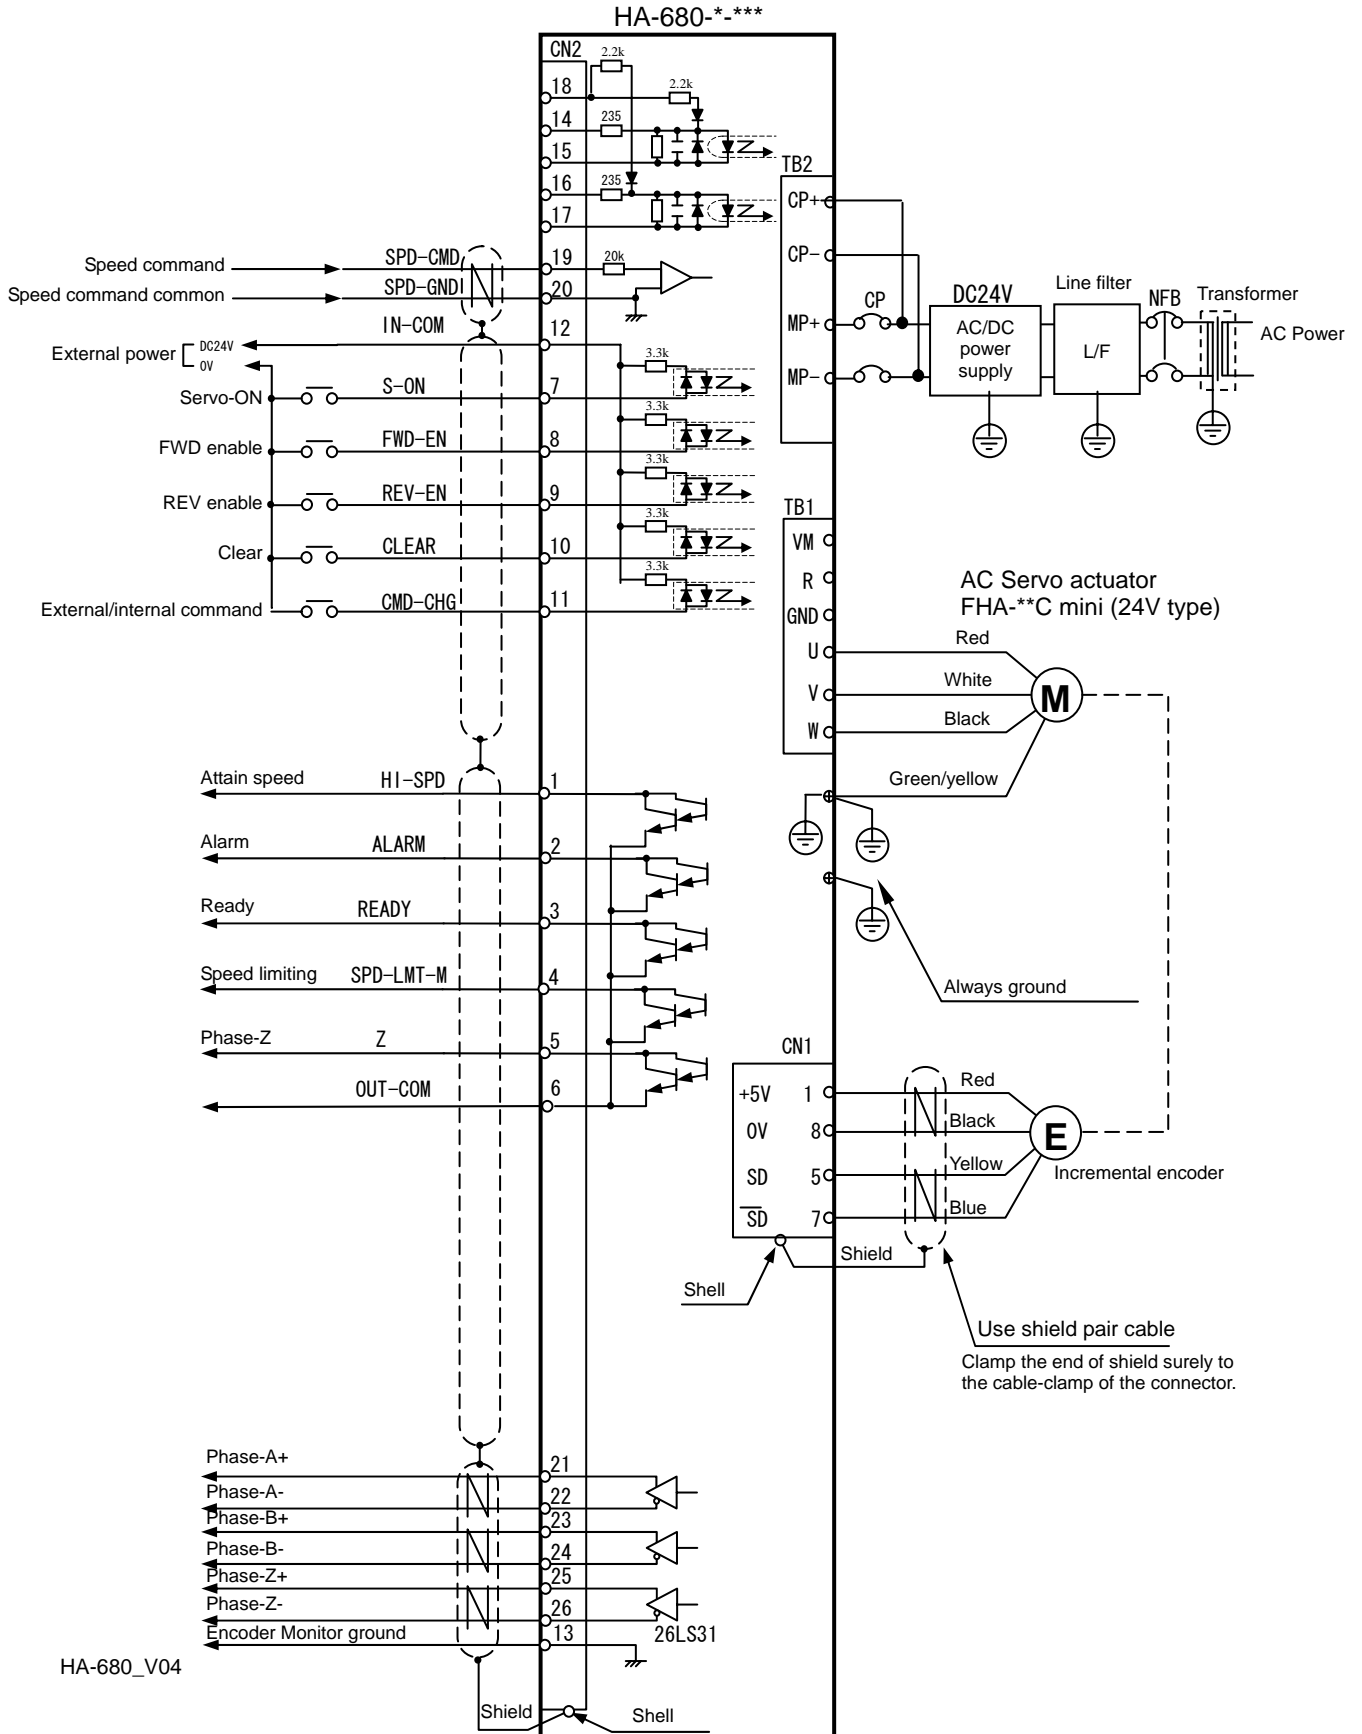 HA-680-*-***
CN2
2.2k
18
2.2k
14
235
15
TB2
16
235
CP+
17
Speed command
SPD-CMD
19
20k
CP-
Speed command common
SPD-GND
20
DC24V
Line filter
NFB
Transformer
IN-COM
12
CP
MP+
AC/DC
power
supply
L/F
AC Power
External power
DC24V
0V
3.3k
MP-
Servo-ON
S-ON
7
3.3k
FWD enable
FWD-EN
8
3.3k
REV enable
REV-EN
9
TB1
3.3k
VM
Clear
CLEAR
10
3.3k
R
AC Servo actuator
FHA-**C mini (24V type)
External/internal command
CMD-CHG
11
GND
U
Red
V
White
M
W
Black
Attain speed
HI-SPD
1
Green/yellow
Alarm
ALARM
2
Ready
READY
3
Speed limiting
SPD-LMT-M
4
Always ground
Phase-Z
Z
5
CN1
OUT-COM
6
+5V
1
Red
0V
8
Black
E
SD
5
Yellow
Incremental encoder
SD
7
Blue
Shield
Shell
Use shield pair cable
Clamp the end of shield surely to
the cable-clamp of the connector.
Phase-A+
21
Phase-A-
22
Phase-B+
23
Phase-B-
24
Phase-Z+
25
Phase-Z-
26
26LS31
Encoder Monitor ground
13
HA-680_V04
Shield
Shell